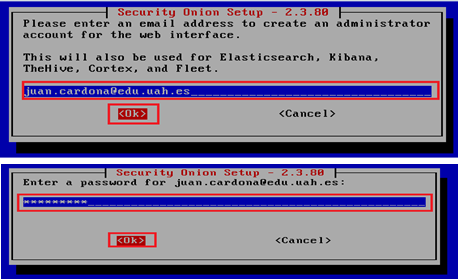 Security Onion Setup - 2.3.80
Please enter an email address to create an administrator
account for the web interface.
This will also be used for Elasticsearch, Kibana,
TheHive, Cortex, and Fleet.
juan.cardona@edu.uah.es
<Ok> <Cancel>
Security Onion Setup - 2.3.80
Enter a password for juan.cardona@edu.uah.es:
*********
<Ok> <Cancel>